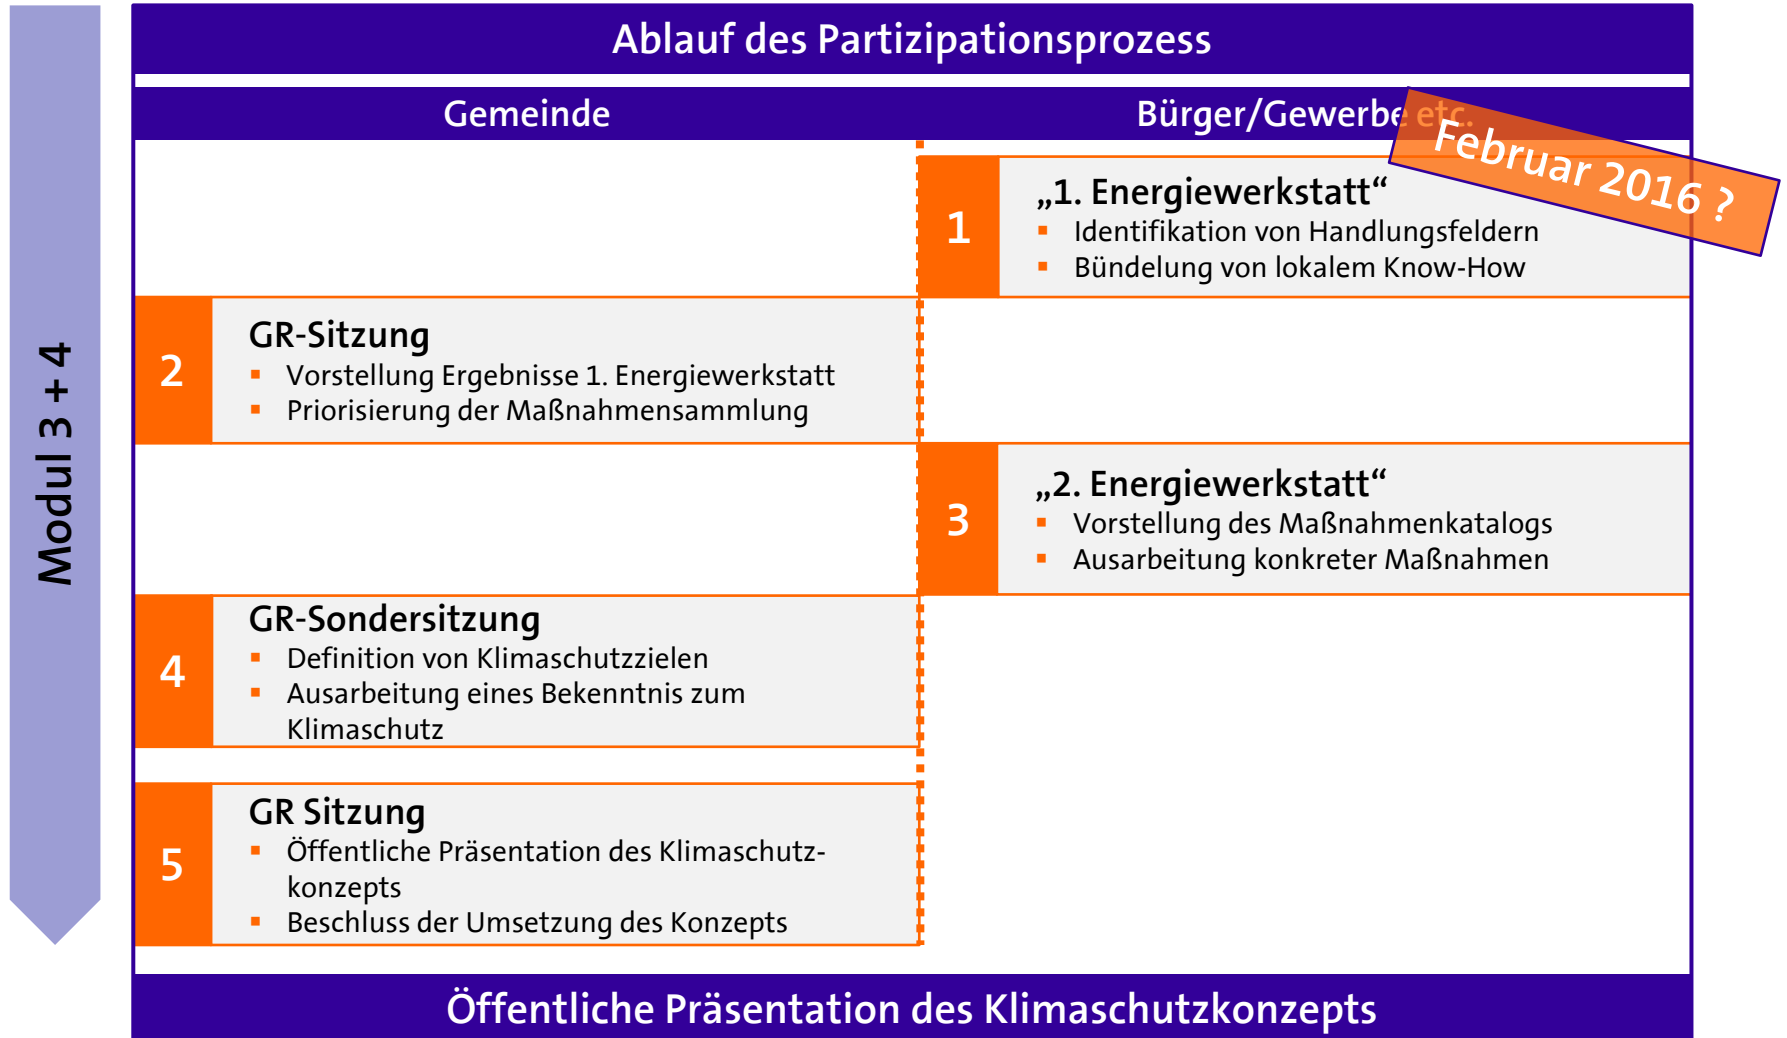 Ablauf des Partizipationsprozess
Gemeinde
Bürger/Gewerbe etc.
Februar 2016 ?
Modul 3 + 4
1
„1. Energiewerkstatt“
▪ Identifikation von Handlungsfeldern
▪ Bündelung von lokalem Know-How
2
GR-Sitzung
▪ Vorstellung Ergebnisse 1. Energiewerkstatt
▪ Priorisierung der Maßnahmensammlung
3
„2. Energiewerkstatt“
▪ Vorstellung des Maßnahmenkatalogs
▪ Ausarbeitung konkreter Maßnahmen
4
GR-Sondersitzung
▪ Definition von Klimaschutzzielen
▪ Ausarbeitung eines Bekenntnis zum
Klimaschutz
5
GR Sitzung
▪ Öffentliche Präsentation des Klimaschutz-
konzepts
▪ Beschluss der Umsetzung des Konzepts
Öffentliche Präsentation des Klimaschutzkonzepts